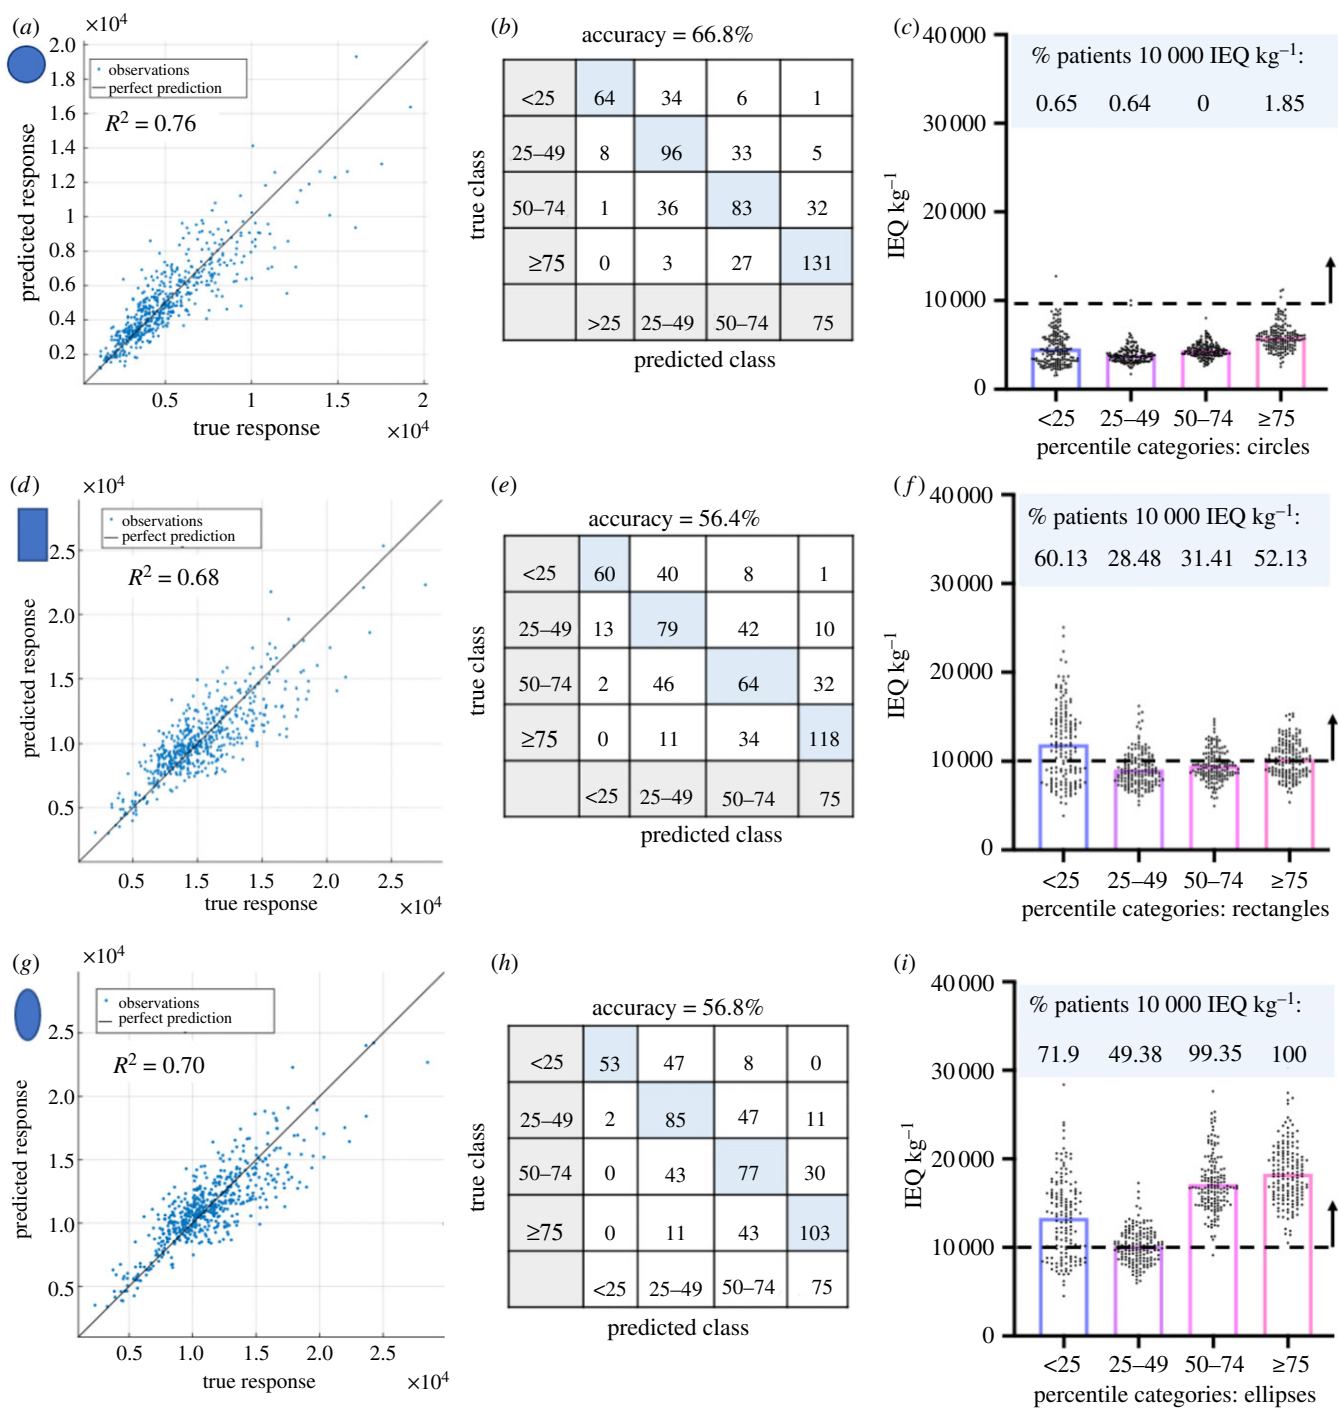 (a)
×10⁴
2.0
1.8
1.6
1.4
1.2
1
0.8
0.6
0.4
0.2
predicted response
observations
perfect prediction
R² = 0.76
0.5 1 1.5 2
true response
×10⁴
(b)
accuracy = 66.8%
true class
<25 64 34 6 1
25–49 8 96 33 5
50–74 1 36 83 32
≥75 0 3 27 131
>25 25–49 50–74 75
predicted class
(c)
40 000
30 000
20 000
10 000
0
IEQ kg⁻¹
% patients 10 000 IEQ kg⁻¹:
0.65 0.64 0 1.85
<25 25–49 50–74 ≥75
percentile categories: circles
(d)
×10⁴
2.5
2.0
1.5
1.0
0.5
predicted response
observations
perfect prediction
R² = 0.68
0.5 1.0 1.5 2.0 2.5
true response
×10⁴
(e)
accuracy = 56.4%
true class
<25 60 40 8 1
25–49 13 79 42 10
50–74 2 46 64 32
≥75 0 11 34 118
<25 25–49 50–74 75
predicted class
(f)
40 000
30 000
20 000
10 000
0
IEQ kg⁻¹
% patients 10 000 IEQ kg⁻¹:
60.13 28.48 31.41 52.13
<25 25–49 50–74 ≥75
percentile categories: rectangles
(g)
×10⁴
2.5
2.0
1.5
1.0
0.5
predicted response
observations
perfect prediction
R² = 0.70
0.5 1.0 2.0 2.5
true response
×10⁴
(h)
accuracy = 56.8%
true class
<25 53 47 8 0
25–49 2 85 47 11
50–74 0 43 77 30
≥75 0 11 43 103
<25 25–49 50–74 75
predicted class
(i)
40 000
30 000
20 000
10 000
0
IEQ kg⁻¹
% patients 10 000 IEQ kg⁻¹:
71.9 49.38 99.35 100
<25 25–49 50–74 ≥75
percentile categories: ellipses